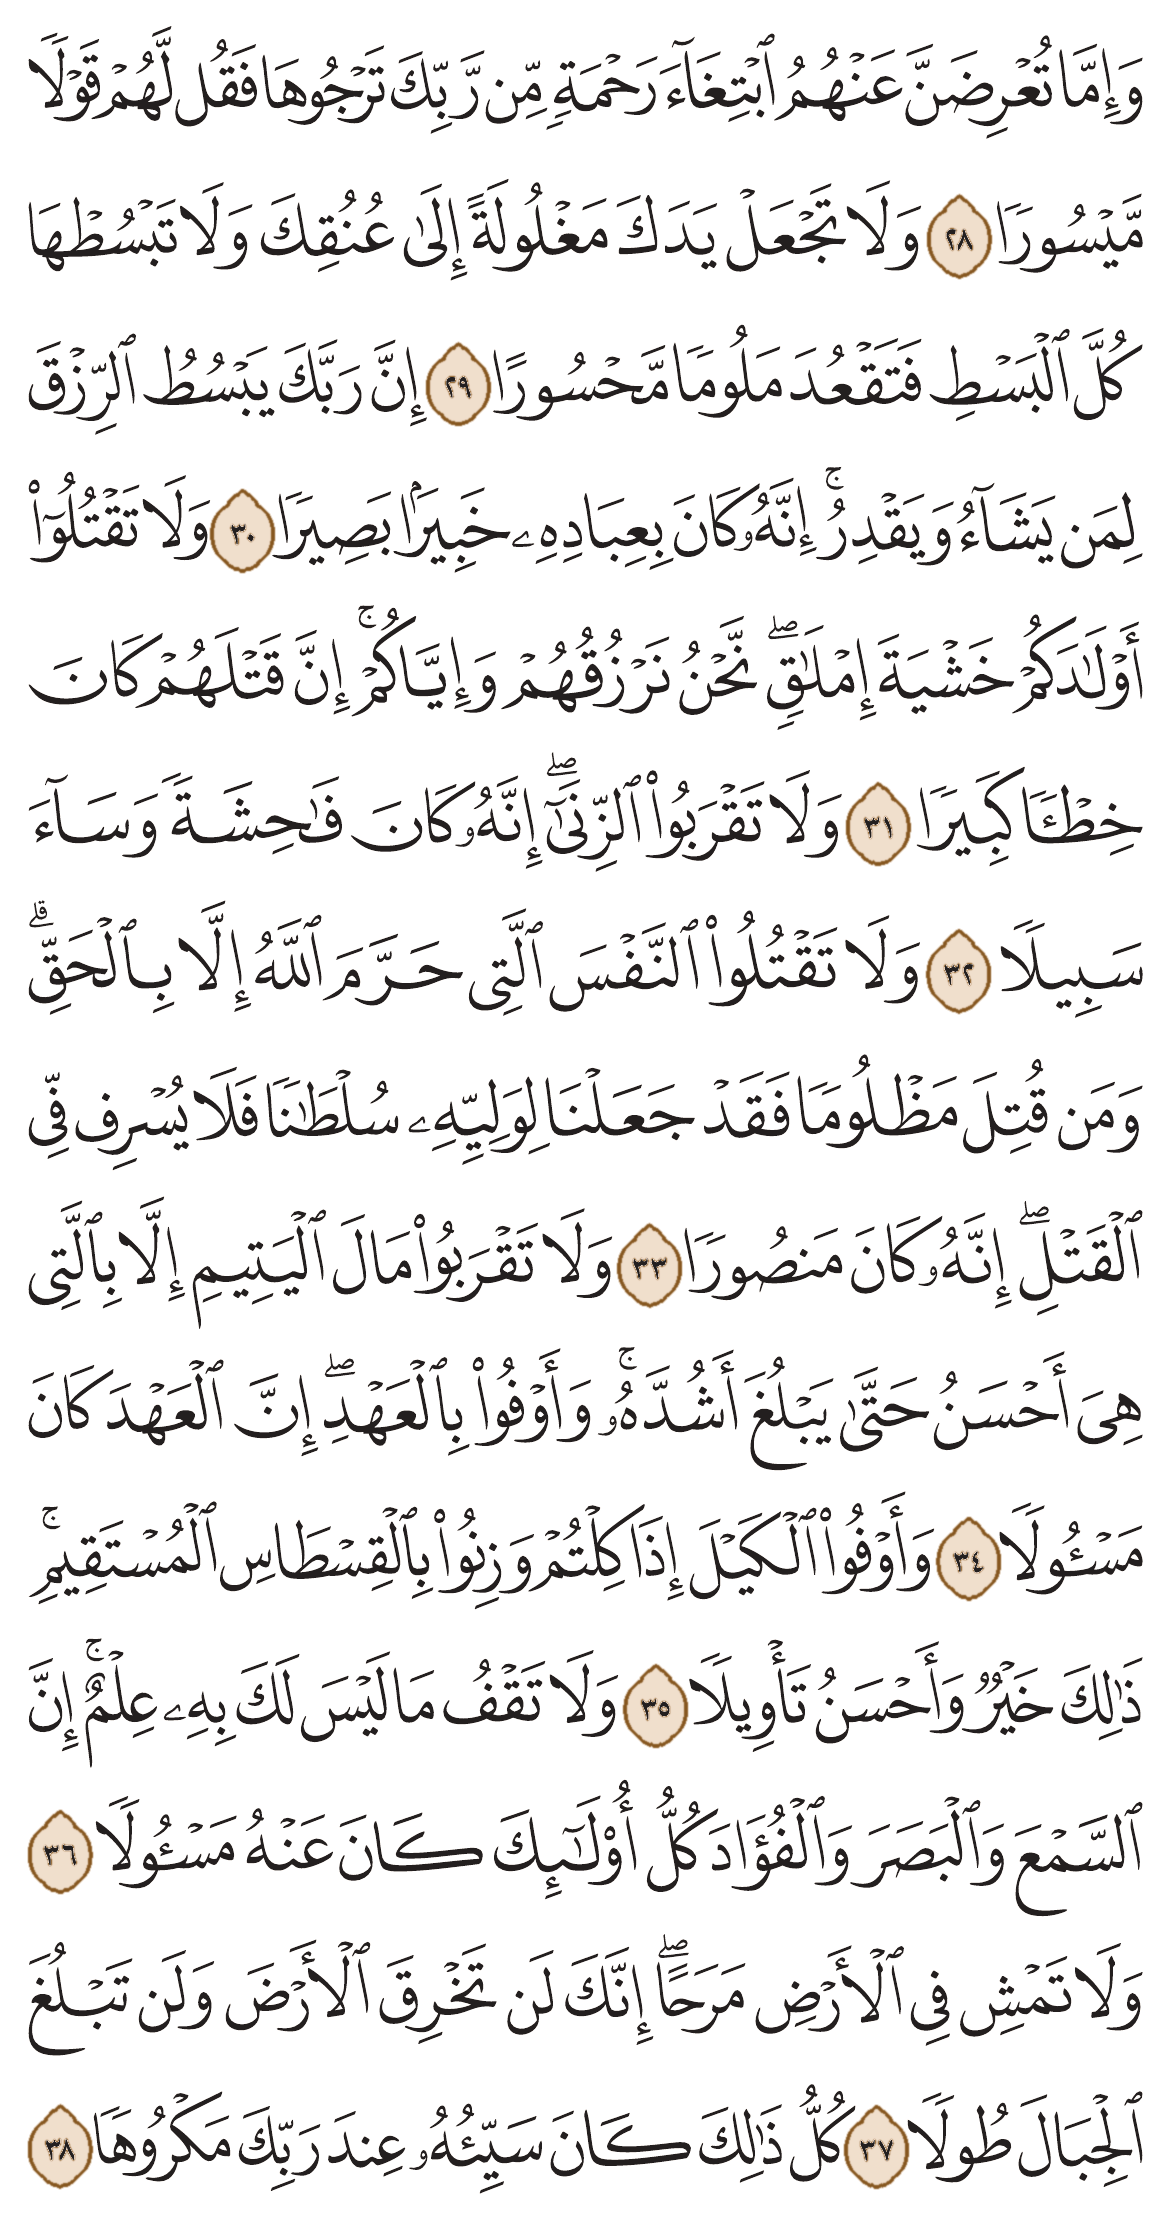 وَإِمَّا تُعۡرِضَنَّ عَنۡهُمُ ٱبۡتِغَآءَ رَحۡمَةٖ مِّن رَّبِّكَ تَرۡجُوهَا فَقُل لَّهُمۡ قَوۡلٗا
مَّيۡسُورٗا ٢٨ وَلَا تَجۡعَلۡ يَدَكَ مَغۡلُولَةً إِلَىٰ عُنُقِكَ وَلَا تَبۡسُطۡهَا
كُلَّ ٱلۡبَسۡطِ فَتَقۡعُدَ مَلُومٗا مَّحۡسُورًا ٢٩ إِنَّ رَبَّكَ يَبۡسُطُ ٱلرِّزۡقَ
لِمَن يَشَآءُ وَيَقۡدِرُۚ إِنَّهُۥ كَانَ بِعِبَادِهِۦ خَبِيرَۢا بَصِيرٗا ٣٠ وَلَا تَقۡتُلُوٓاْ
أَوۡلَٰدَكُمۡ خَشۡيَةَ إِمۡلَٰقٖۖ نَّحۡنُ نَرۡزُقُهُمۡ وَإِيَّاكُمۡۚ إِنَّ قَتۡلَهُمۡ كَانَ
خِطۡـٔٗا كَبِيرٗا ٣١ وَلَا تَقۡرَبُواْ ٱلزِّنَىٰٓۖ إِنَّهُۥ كَانَ فَٰحِشَةٗ وَسَآءَ
سَبِيلٗا ٣٢ وَلَا تَقۡتُلُواْ ٱلنَّفۡسَ ٱلَّتِي حَرَّمَ ٱللَّهُ إِلَّا بِٱلۡحَقِّۗ
وَمَن قُتِلَ مَظۡلُومٗا فَقَدۡ جَعَلۡنَا لِوَلِيِّهِۦ سُلۡطَٰنٗا فَلَا يُسۡرِف فِّي
ٱلۡقَتۡلِۖ إِنَّهُۥ كَانَ مَنصُورٗا ٣٣ وَلَا تَقۡرَبُواْ مَالَ ٱلۡيَتِيمِ إِلَّا بِٱلَّتِي
هِيَ أَحۡسَنُ حَتَّىٰ يَبۡلُغَ أَشُدَّهُۥۚ وَأَوۡفُواْ بِٱلۡعَهۡدِۖ إِنَّ ٱلۡعَهۡدَ كَانَ
مَسۡـُٔولٗا ٣٤ وَأَوۡفُواْ ٱلۡكَيۡلَ إِذَا كِلۡتُمۡ وَزِنُواْ بِٱلۡقِسۡطَاسِ ٱلۡمُسۡتَقِيمِۚ
ذَٰلِكَ خَيۡرٞ وَأَحۡسَنُ تَأۡوِيلٗا ٣٥ وَلَا تَقۡفُ مَا لَيۡسَ لَكَ بِهِۦ عِلۡمٌۚ إِنَّ
ٱلسَّمۡعَ وَٱلۡبَصَرَ وَٱلۡفُؤَادَ كُلُّ أُوْلَٰٓئِكَ كَانَ عَنۡهُ مَسۡـُٔولٗا ٣٦
وَلَا تَمۡشِ فِي ٱلۡأَرۡضِ مَرَحًاۖ إِنَّكَ لَن تَخۡرِقَ ٱلۡأَرۡضَ وَلَن تَبۡلُغَ
ٱلۡجِبَالَ طُولٗا ٣٧ كُلُّ ذَٰلِكَ كَانَ سَيِّئُهُۥ عِندَ رَبِّكَ مَكۡرُوهٗا ٣٨